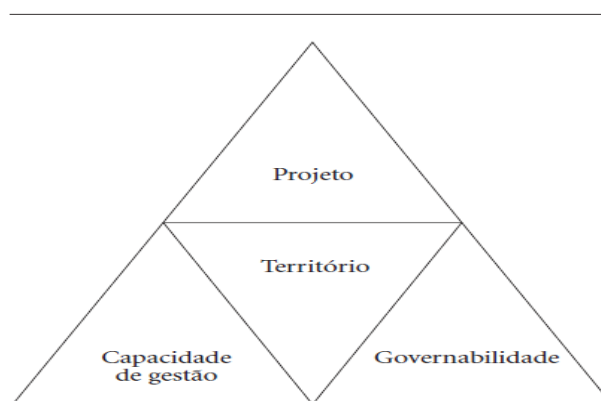 Projeto
Território
Capacidade
de gestão
Governabilidade